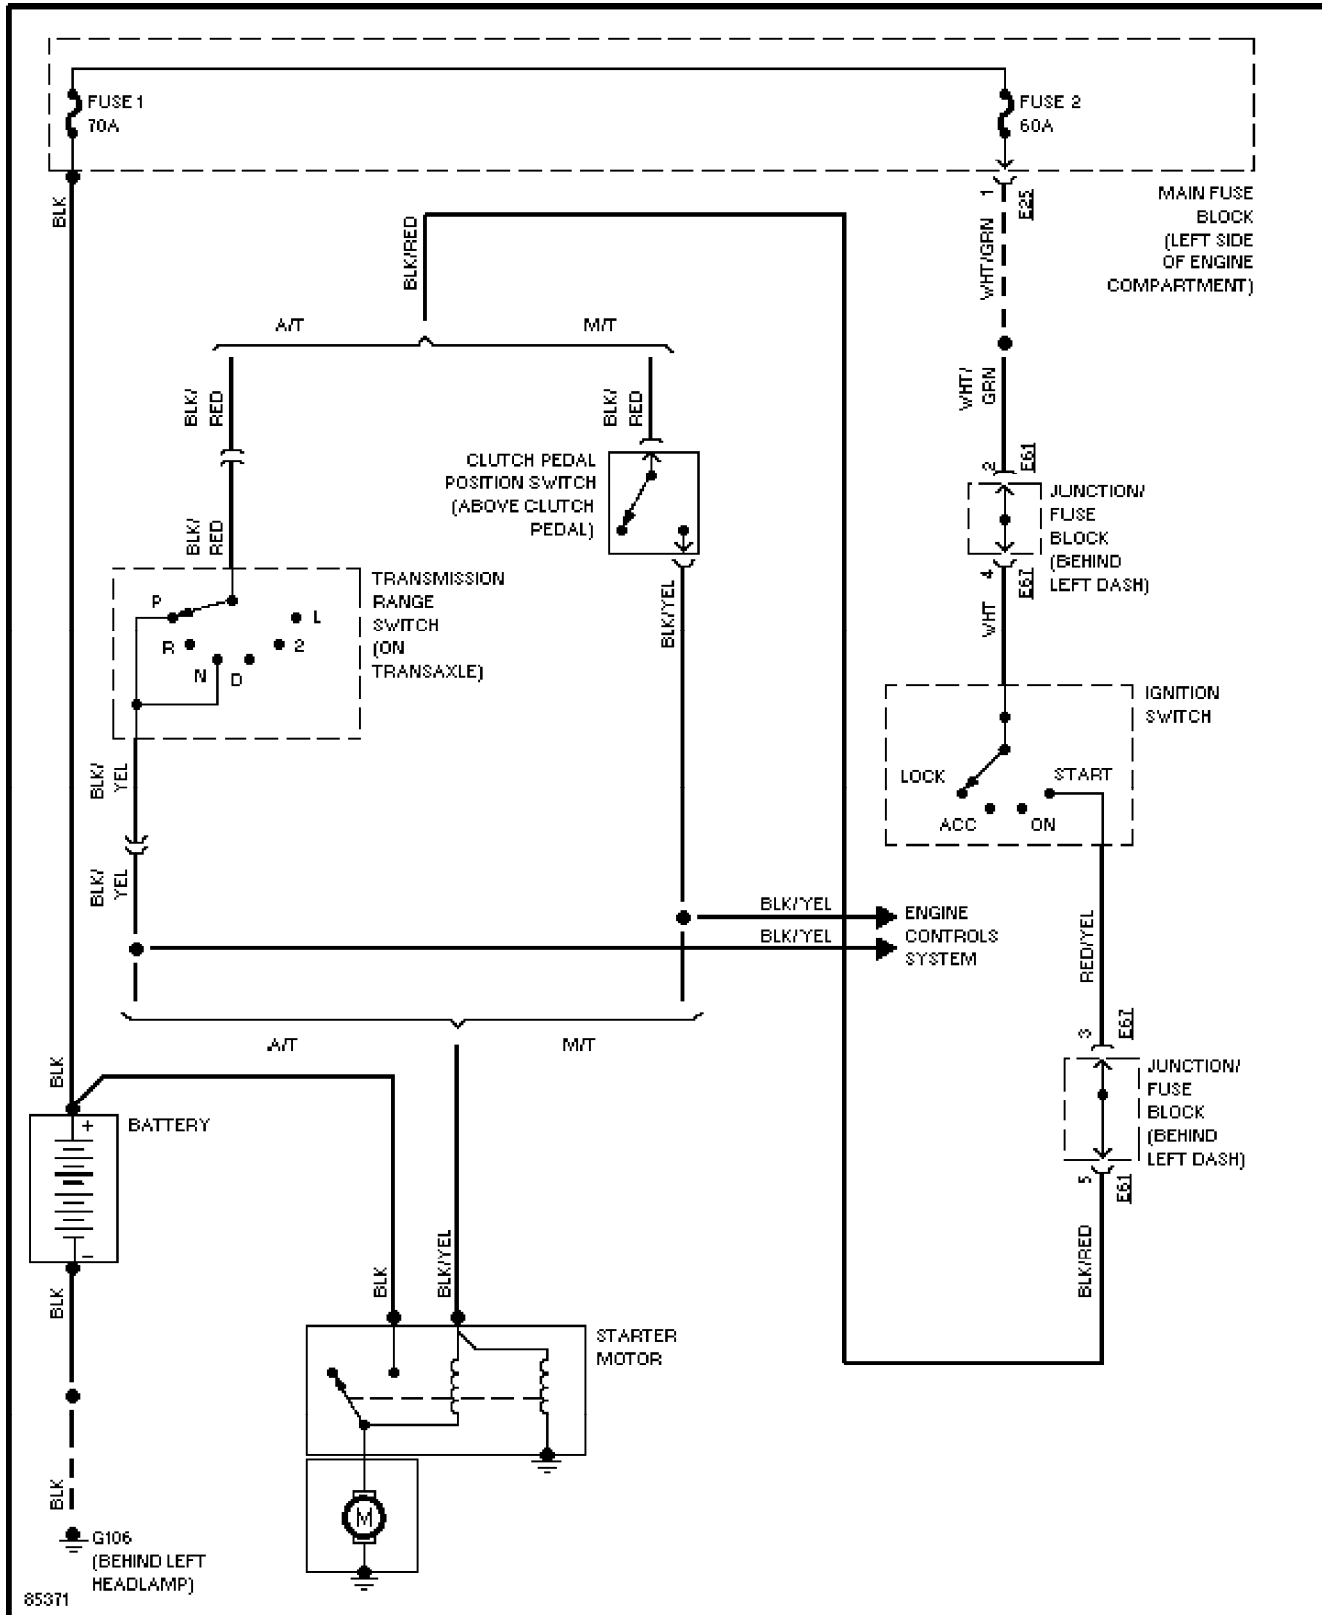 FUSE 1
70A
FUSE 2
60A
MAIN FUSE
BLOCK
(LEFT SIDE
OF ENGINE
COMPARTMENT)
1
E25
BLK
BLK/RED
WHT/GRN
A/T
M/T
BLK/
RED
BLK/
RED
WHT/
GRN
CLUTCH PEDAL
POSITION SWITCH
(ABOVE CLUTCH
PEDAL)
2
E61
JUNCTION/
FUSE
BLOCK
(BEHIND
LEFT DASH)
BLK/
RED
4
E67
TRANSMISSION
RANGE
SWITCH
(ON
TRANSAXLE)
P
R
N
D
2
L
BLK/YEL
WHT
IGNITION
SWITCH
LOCK
ACC
ON
START
BLK/
YEL
BLK/
YEL
BLK/YEL
BLK/YEL
ENGINE
CONTROLS
SYSTEM
RED/YEL
A/T
M/T
3
E67
BLK
JUNCTION/
FUSE
BLOCK
(BEHIND
LEFT DASH)
BATTERY
+
–
5
E61
BLK
BLK
BLK/YEL
BLK/RED
STARTER
MOTOR
M
BLK
G106
(BEHIND LEFT
HEADLAMP)
85371